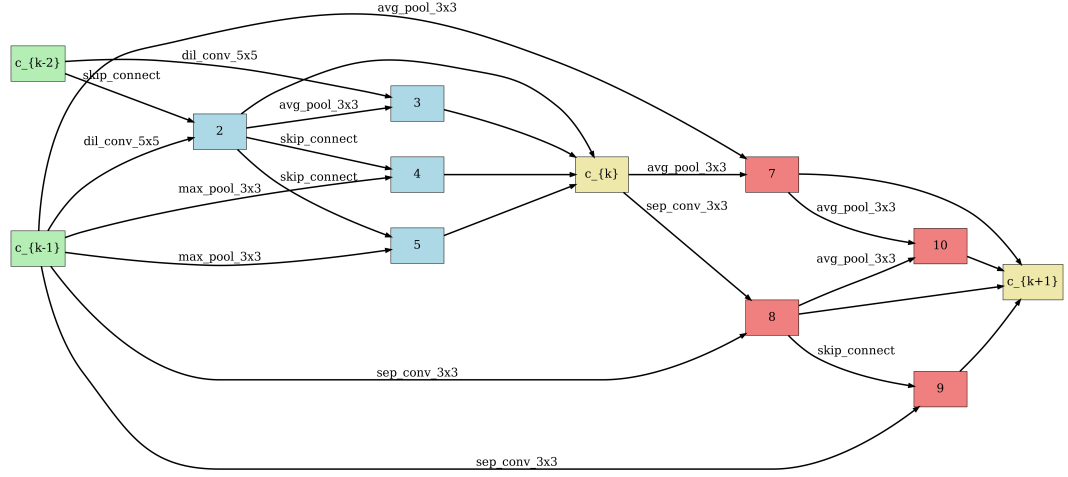 avg_pool_3x3
dil_conv_5x5
c_{k-2}
skip_connect
avg_pool_3x3
3
2
skip_connect
dil_conv_5x5
avg_pool_3x3
4
c_{k}
7
skip_connect
max_pool_3x3
sep_conv_3x3
avg_pool_3x3
c_{k-1}
5
10
max_pool_3x3
avg_pool_3x3
c_{k+1}
8
skip_connect
sep_conv_3x3
9
sep_conv_3x3